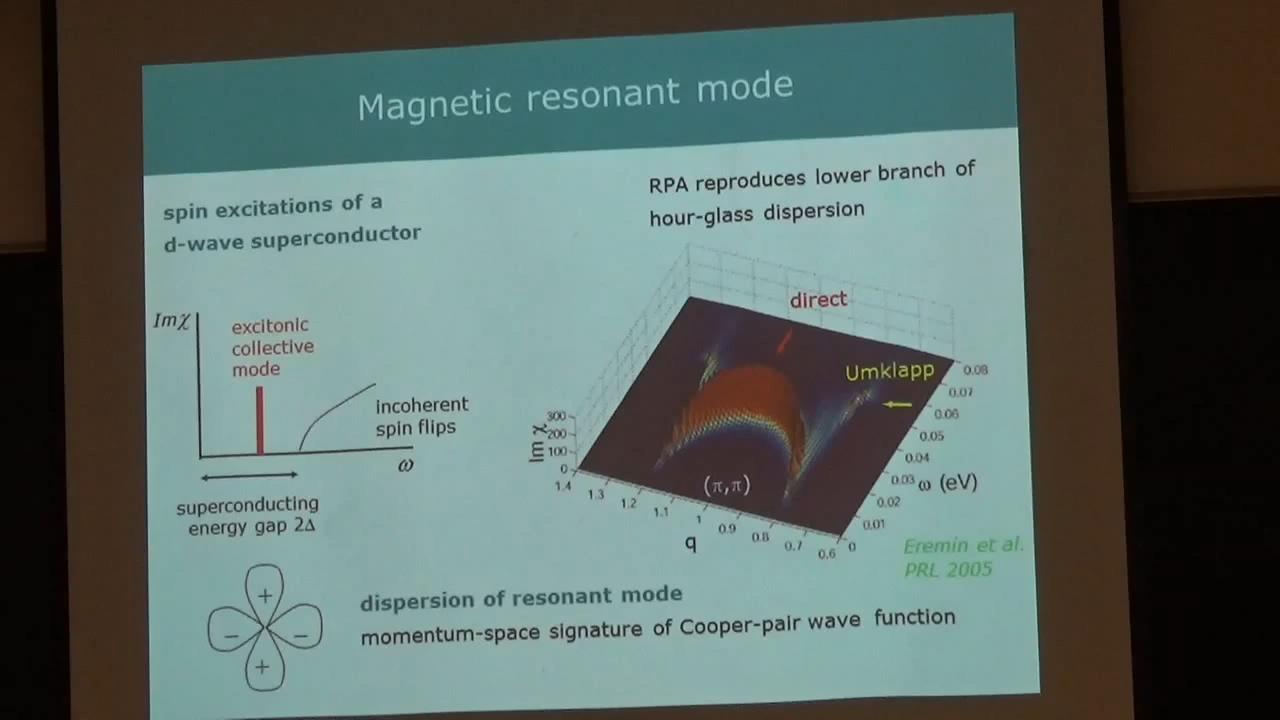 Magnetic resonant mode
spin excitations of a
d-wave superconductor
RPA reproduces lower branch of
hour-glass dispersion
Imχ
excitonic
collective
mode
incoherent
spin flips
ω
superconducting
energy gap 2Δ
direct
Umklapp
Im χ
300
200
100
0
1.4
1.3
1.2
1.1
1
0.9
0.8
0.7
0.6
q
(π,π)
0
0.01
0.02
0.03
0.04
0.05
0.06
0.07
0.08
ω (eV)
Eremin et al.
PRL 2005
+
− −
+
dispersion of resonant mode
momentum-space signature of Cooper-pair wave function